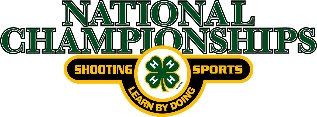 NATIONAL
CHAMPIONSHIPS
SHOOTING SPORTS
H H H H
LEARN BY DOING